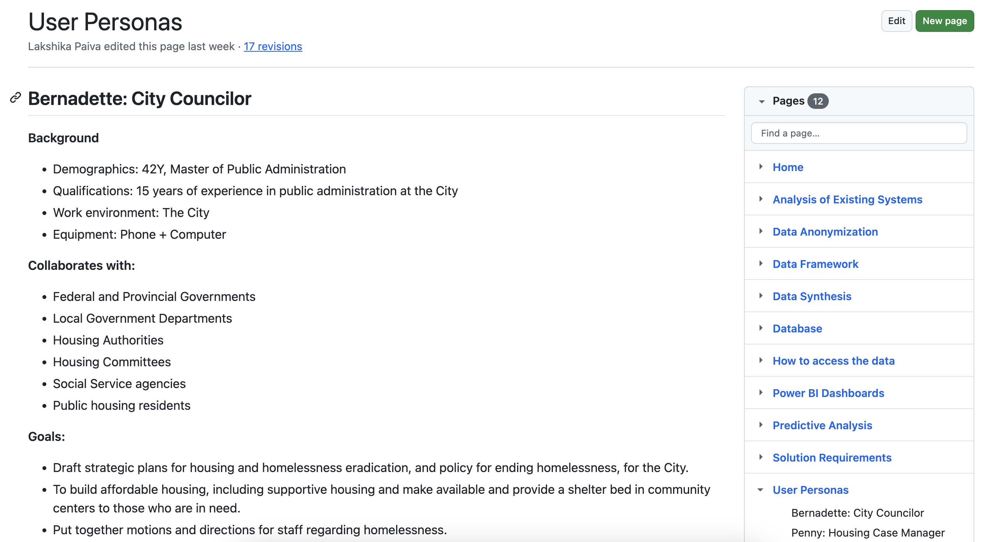 User Personas
Edit
New page
Lakshika Paiva edited this page last week · 17 revisions
Bernadette: City Councilor
Background
• Demographics: 42Y, Master of Public Administration
• Qualifications: 15 years of experience in public administration at the City
• Work environment: The City
• Equipment: Phone + Computer
Collaborates with:
• Federal and Provincial Governments
• Local Government Departments
• Housing Authorities
• Housing Committees
• Social Service agencies
• Public housing residents
Goals:
• Draft strategic plans for housing and homelessness eradication, and policy for ending homelessness, for the City.
• To build affordable housing, including supportive housing and make available and provide a shelter bed in community
centers to those who are in need.
• Put together motions and directions for staff regarding homelessness.
Pages 12
Find a page...
Home
Analysis of Existing Systems
Data Anonymization
Data Framework
Data Synthesis
Database
How to access the data
Power BI Dashboards
Predictive Analysis
Solution Requirements
User Personas
Bernadette: City Councilor
Penny: Housing Case Manager